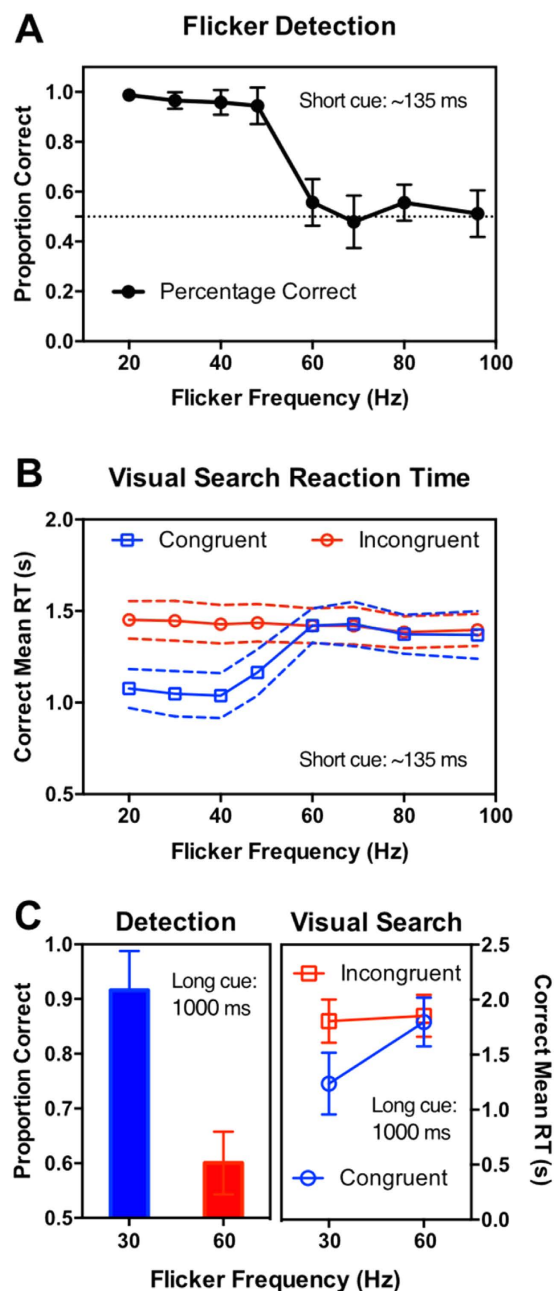 A
Flicker Detection
Proportion Correct
1.0
0.8
0.6
0.4
0.2
0.0
Short cue: ~135 ms
Percentage Correct
20 40 60 80 100
Flicker Frequency (Hz)
B
Visual Search Reaction Time
Correct Mean RT (s)
2.0
1.5
1.0
0.5
Congruent Incongruent
Short cue: ~135 ms
20 40 60 80 100
Flicker Frequency (Hz)
C
Detection
Proportion Correct
1.0
0.9
0.8
0.7
0.6
0.5
Long cue:
1000 ms
30 60
Visual Search
Incongruent
Long cue:
1000 ms
Congruent
2.5
2.0
1.5
1.0
0.5
0.0
Correct Mean RT (s)
30 60
Flicker Frequency (Hz)